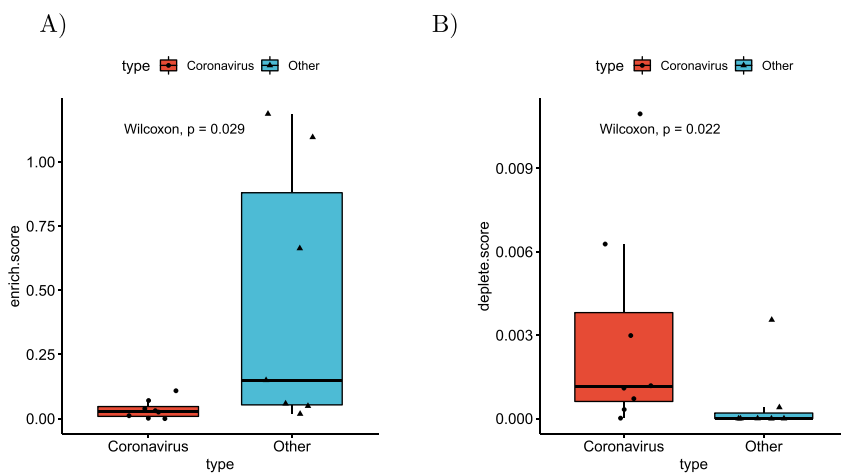 A)
type Coronavirus Other
Wilcoxon, p = 0.029
enrich.score
1.00
0.75
0.50
0.25
0.00
Coronavirus Other
type
B)
type Coronavirus Other
Wilcoxon, p = 0.022
deplete.score
0.009
0.006
0.003
0.000
Coronavirus Other
type